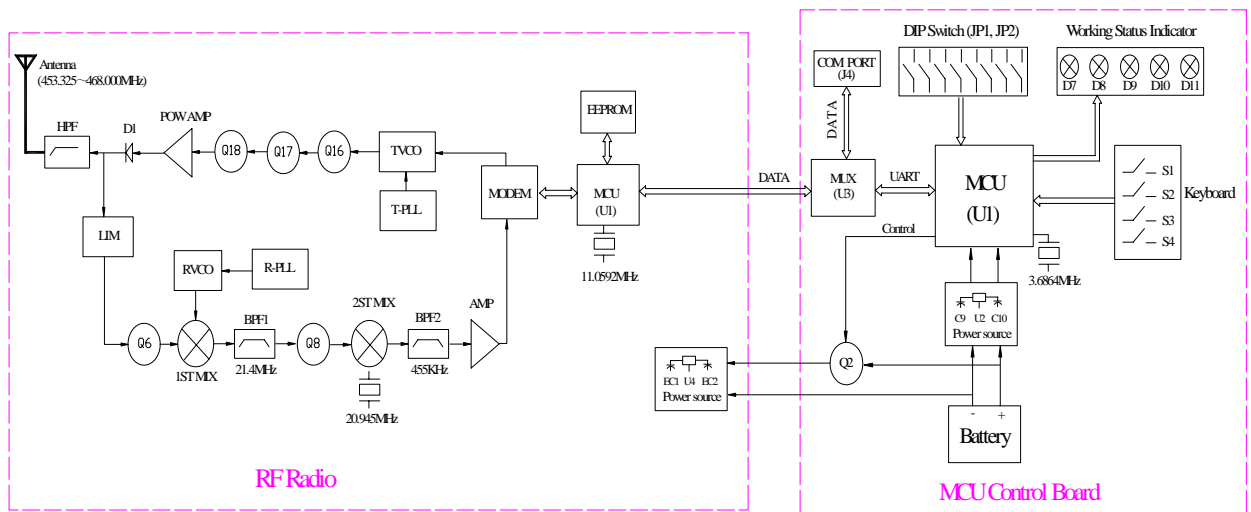 Antenna
(453.325~468.000MHz)
HPF
D1
POW AMP
Q18
Q17
Q16
TVCO
T-PLL
MODEM
EEPROM
MCU
(U1)
11.0592MHz
LIM
RVCO
R-PLL
Q6
1ST MIX
BPF1
21.4MHz
Q8
2ST MIX
20.945MHz
BPF2
455KHz
AMP
RF Radio
DATA
COM PORT
(J4)
DATA
MUX
(U3)
UART
DIP Switch (JP1, JP2)
Working Status Indicator
D7 D8 D9 D10 D11
MCU
(U1)
S1
S2
S3
S4
Keyboard
Control
3.6864MHz
C9 U2 C10
Power source
Q2
EC1 U4 EC2
Power source
- +
Battery
MCU Control Board